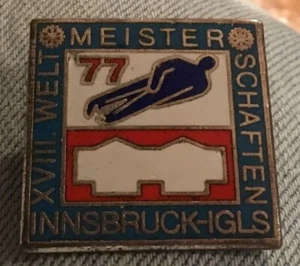 XVIII. WELT
MEISTER
SCHAFTEN
77
INNSBRUCK-IGLS